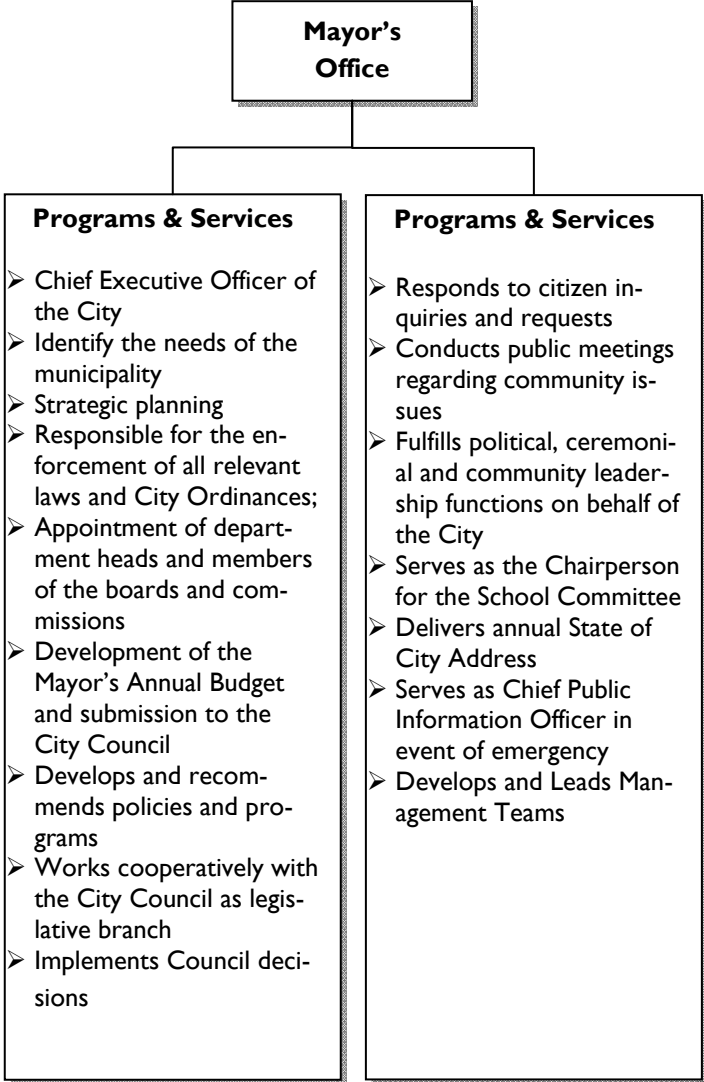 Mayor's
Office
Programs & Services
➢ Chief Executive Officer of
the City
➢ Identify the needs of the
municipality
➢ Strategic planning
➢ Responsible for the en-
forcement of all relevant
laws and City Ordinances;
➢ Appointment of depart-
ment heads and members
of the boards and com-
missions
➢ Development of the
Mayor's Annual Budget
and submission to the
City Council
➢ Develops and recom-
mends policies and pro-
grams
➢ Works cooperatively with
the City Council as legis-
lative branch
➢ Implements Council deci-
sions
Programs & Services
➢ Responds to citizen in-
quiries and requests
➢ Conducts public meetings
regarding community is-
sues
➢ Fulfills political, ceremoni-
al and community leader-
ship functions on behalf of
the City
➢ Serves as the Chairperson
for the School Committee
➢ Delivers annual State of
City Address
➢ Serves as Chief Public
Information Officer in
event of emergency
➢ Develops and Leads Man-
agement Teams